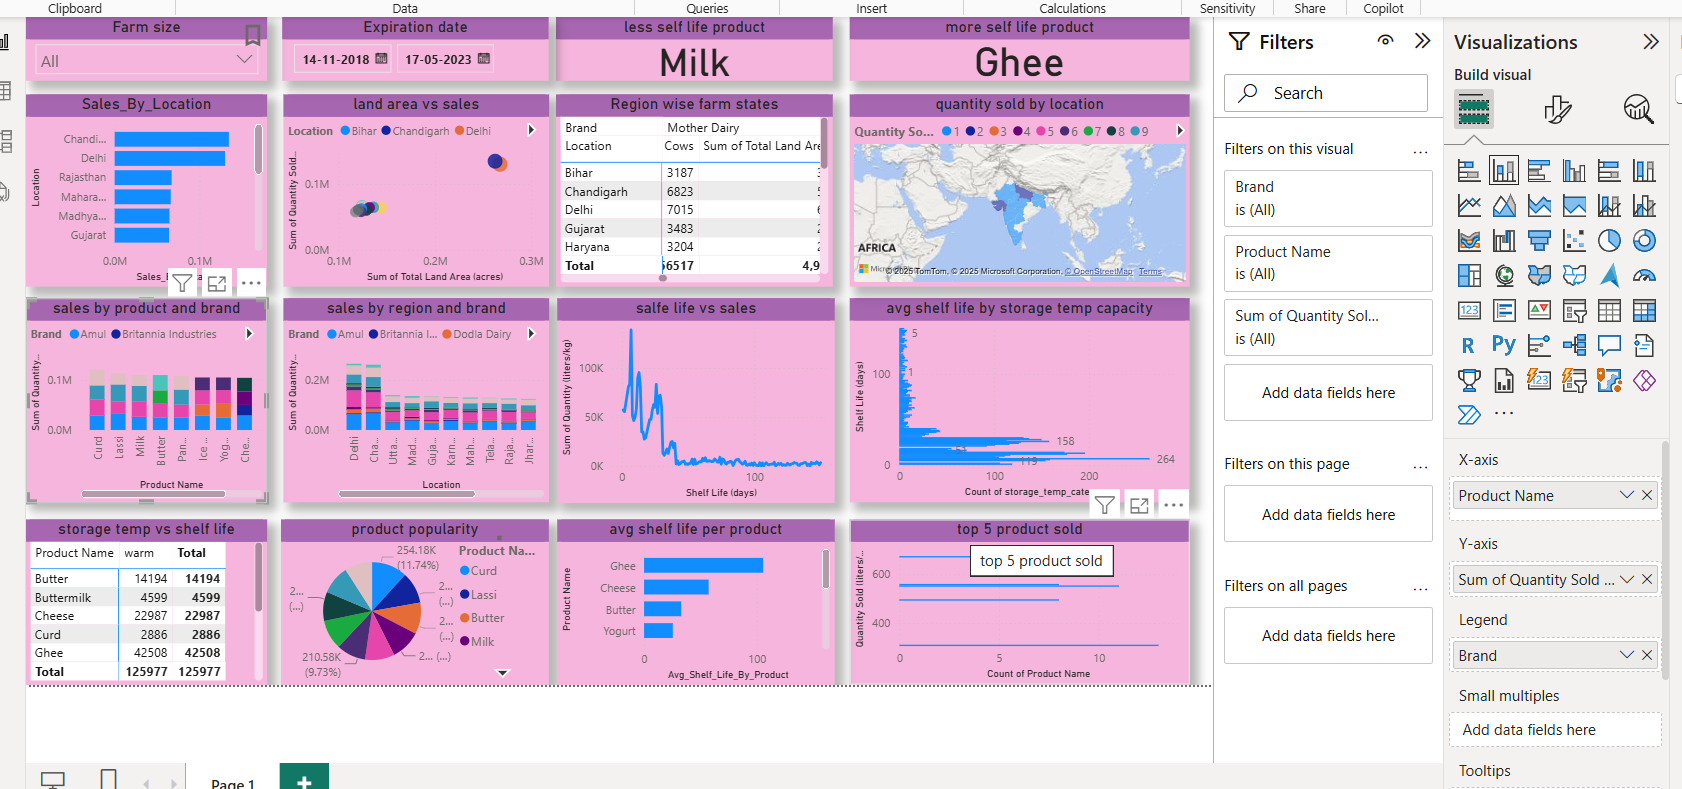 Clipboard
Data
Queries
Insert
Calculations
Sensitivity
Share
Copilot
Farm size
All
Expiration date
14-11-2018
17-05-2023
less self life product
Milk
more self life product
Ghee
Sales_By_Location
Location
Chandi...
Delhi
Rajasthan
Mahara...
Madhya...
Gujarat
0.0M
0.1M
land area vs sales
Location Bihar Chandigarh Delhi
Sum of Quantity Sold...
0.1M
0.0M
0.1M
0.2M
0.3M
Sum of Total Land Area (acres)
Region wise farm states
Brand Mother Dairy
Location Cows Sum of Total Land Are
Bihar 3187
Chandigarh 6823
Delhi 7015
Gujarat 3483
Haryana 3204
Total 56517 4,9
quantity sold by location
Quantity So... 1 2 3 4 5 6 7 8 9
AFRICA
© 2025 TomTom, © 2025 Microsoft Corporation, © OpenStreetMap Terms
sales by product and brand
Brand Amul Britannia Industries
Sum of Quantity...
0.1M
0.0M
Curd
Lassi
Milk
Butter
Pan...
Ice ...
Yog...
Che...
Product Name
sales by region and brand
Brand Amul Britannia I... Dodla Dairy
Sum of Quantity...
0.2M
0.0M
Delhi
Cha...
Utta...
Mad...
Guja...
Karn...
Mah...
Tela...
Raja...
Jhar...
Location
salfe life vs sales
Sum of Quantity (liters/kg)
100K
50K
0K
0
100
Shelf Life (days)
avg shelf life by storage temp capacity
Shelf Life (days)
100
0
5
1
158
264
119
0
100
200
Count of storage_temp_cate
storage temp vs shelf life
Product Name warm Total
Butter 14194 14194
Buttermilk 4599 4599
Cheese 22987 22987
Curd 2886 2886
Ghee 42508 42508
Total 125977 125977
product popularity
254.18K
(11.74%)
2...
(...)
2...
(...)
2... (...)
210.58K
(9.73%)
2...
(...)
Product Na...
Curd
Lassi
Butter
Milk
avg shelf life per product
Product Name
Ghee
Cheese
Butter
Yogurt
0
100
Avg_Shelf_Life_By_Product
top 5 product sold
top 5 product sold
Quantity Sold (liters/...
600
400
0
5
10
Count of Product Name
Page 1
Filters
Search
Filters on this visual ...
Brand
is (All)
Product Name
is (All)
Sum of Quantity Sol...
is (All)
Add data fields here
Filters on this page ...
Add data fields here
Filters on all pages ...
Add data fields here
Visualizations
Build visual
R
Py
123
123
...
X-axis
Product Name
Y-axis
Sum of Quantity Sold ...
Legend
Brand
Small multiples
Add data fields here
Tooltips